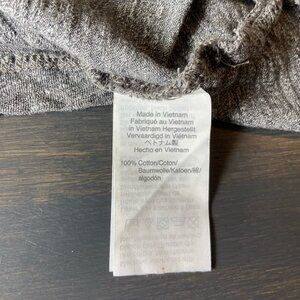 Made in Vietnam
Fabriqué au Vietnam
in Vietnam Hergestellt
Vervaardigd in Vietnam
ベトナム製
Hecho en Vietnam
100% Cotton/Coton/
Baumwolle/Katoen/綿/
algodón